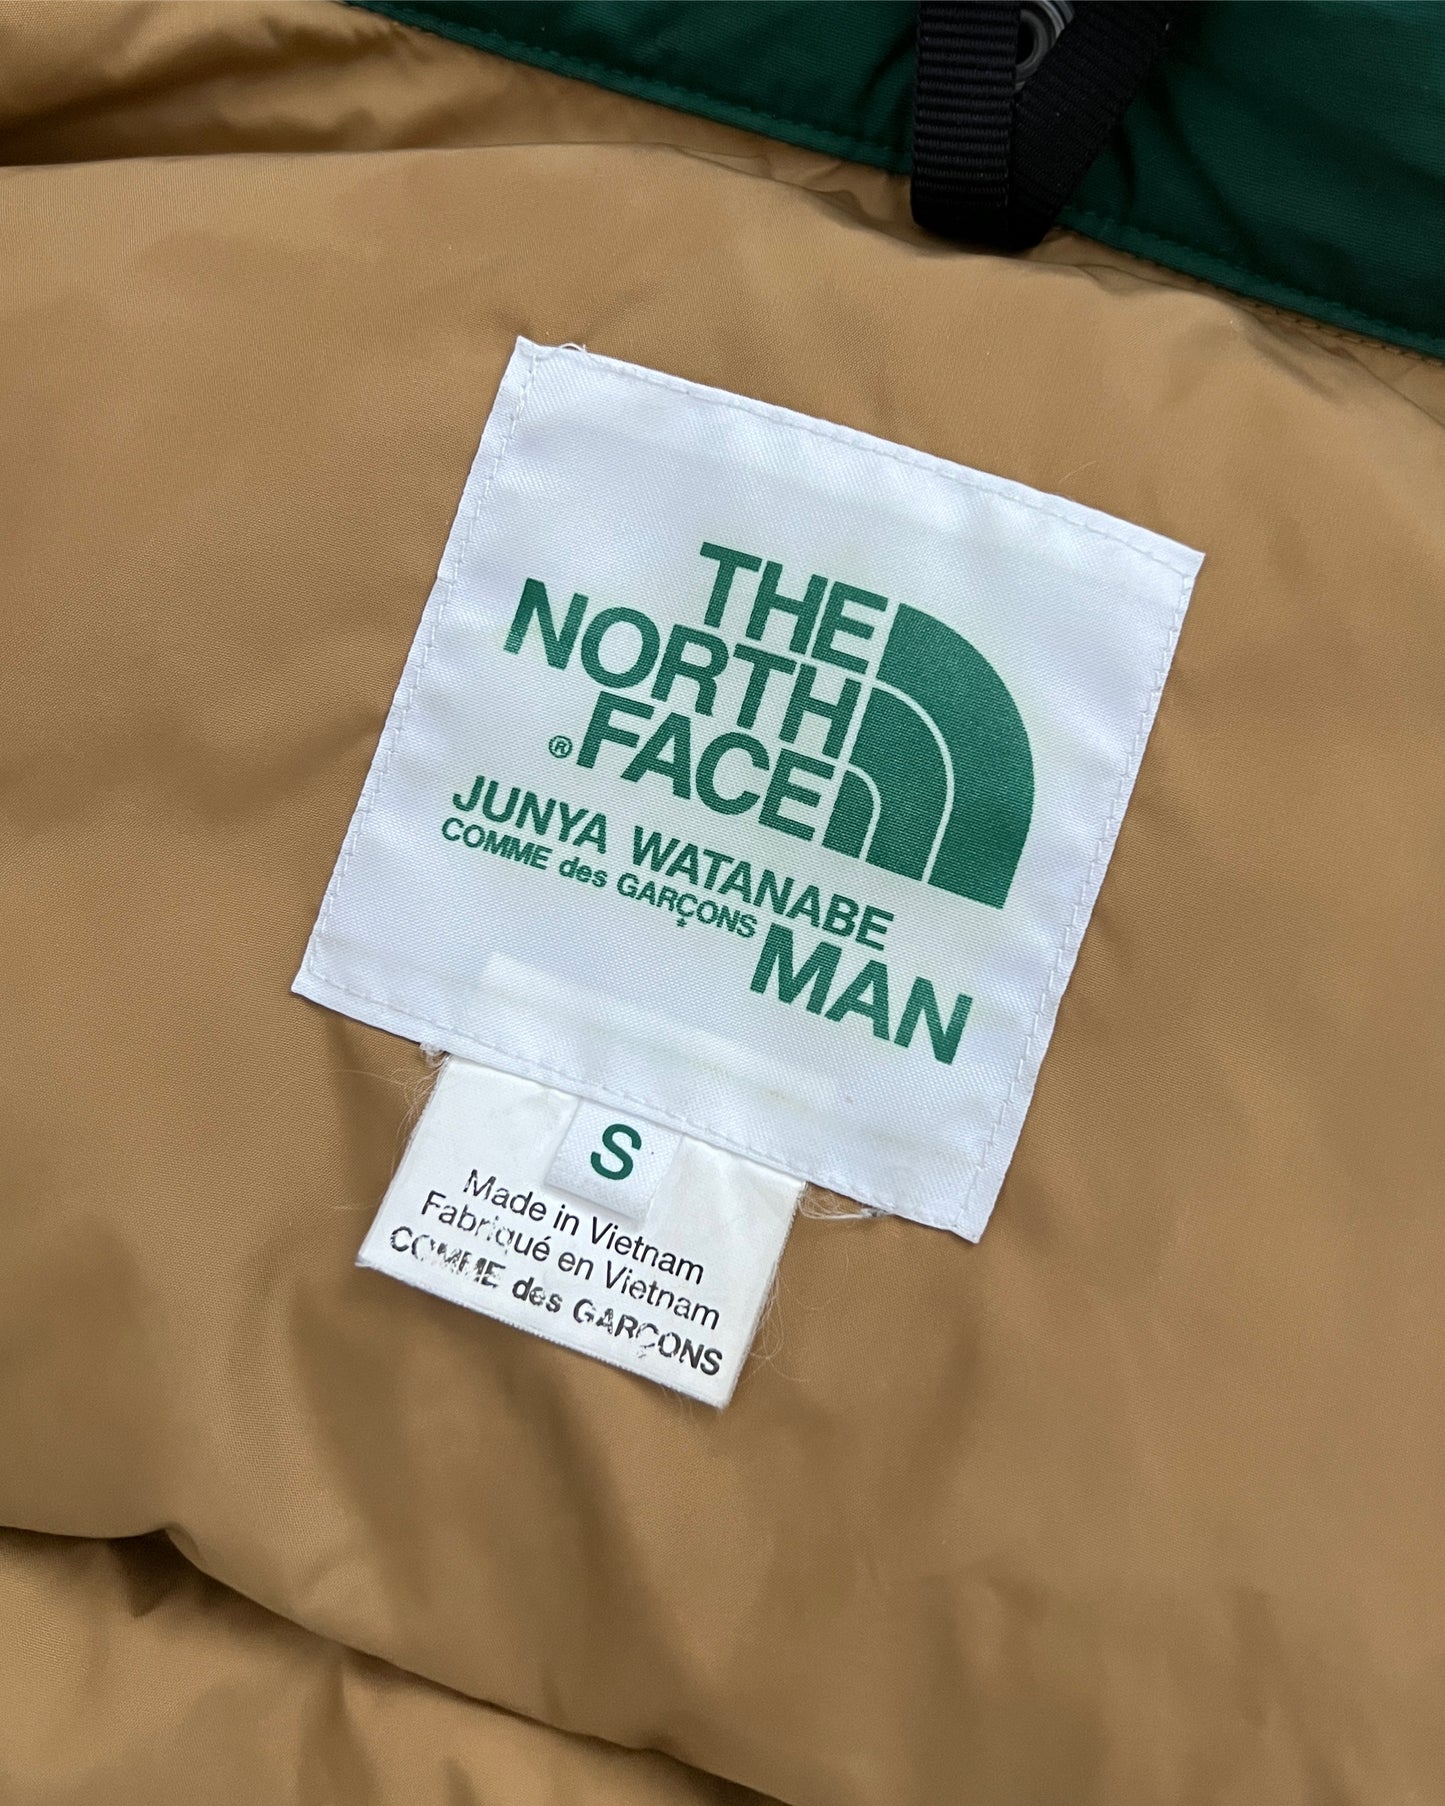 THE
NORTH
FACE®
JUNYA WATANABE
COMME des GARÇONS MAN
S
Made in Vietnam
Fabriqué en Vietnam
COMME des GARÇONS